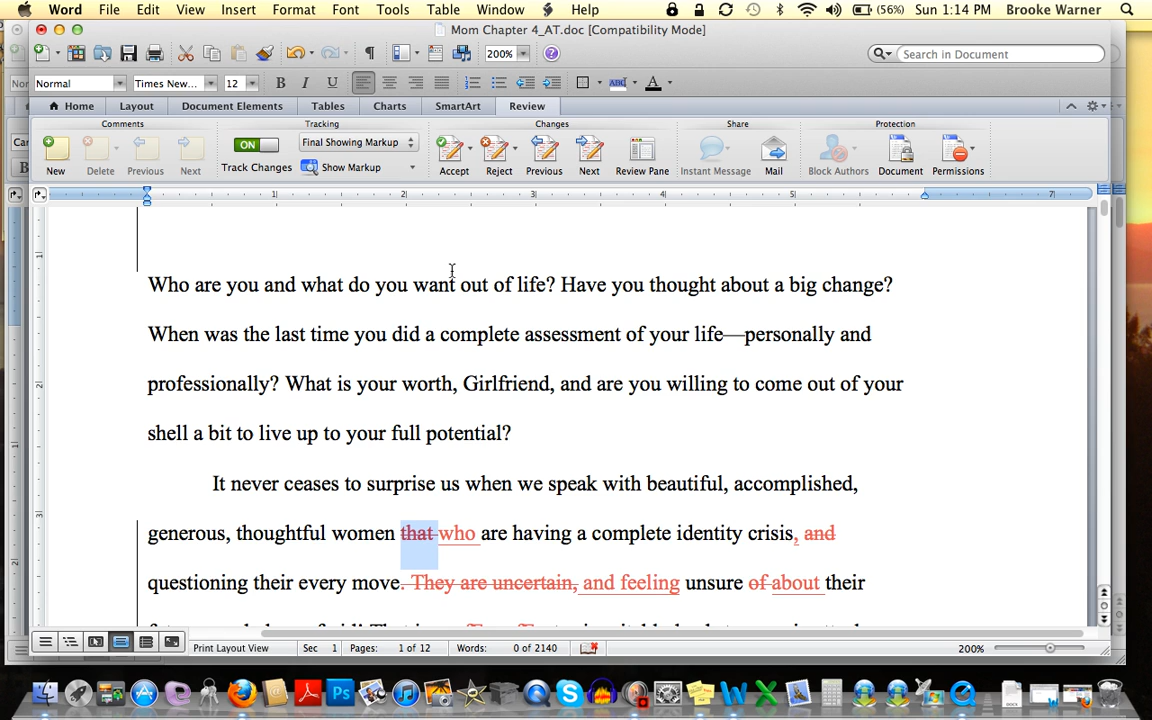 Word File Edit View Insert Format Font Tools Table Window Help (56%) Sun 1:14 PM Brooke Warner
Mom Chapter 4_AT.doc [Compatibility Mode]
200% Search in Document
Normal Times New... 12 B I U ABC A
Home Layout Document Elements Tables Charts SmartArt Review
Comments Tracking Changes Share Protection
ON Final Showing Markup
New Delete Previous Next Track Changes Show Markup Accept Reject Previous Next Review Pane Instant Message Mail Block Authors Document Permissions
1 2 3 4 5 7
Who are you and what do you want out of life? Have you thought about a big change?
When was the last time you did a complete assessment of your life—personally and
professionally? What is your worth, Girlfriend, and are you willing to come out of your
shell a bit to live up to your full potential?
It never ceases to surprise us when we speak with beautiful, accomplished,
generous, thoughtful women that who are having a complete identity crisis, and
questioning their every move. They are uncertain, and feeling unsure of about their
Print Layout View Sec 1 Pages: 1 of 12 Words: 0 of 2140 200%